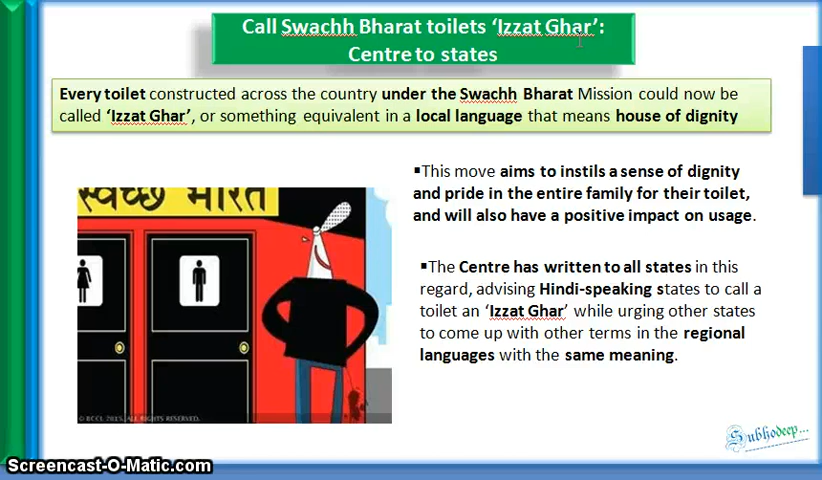 Call Swachh Bharat toilets ‘Izzat Ghar’:
Centre to states
Every toilet constructed across the country under the Swachh Bharat Mission could now be
called ‘Izzat Ghar’, or something equivalent in a local language that means house of dignity
▪This move aims to instils a sense of dignity
and pride in the entire family for their toilet,
and will also have a positive impact on usage.
▪The Centre has written to all states in this
regard, advising Hindi-speaking states to call a
toilet an ‘Izzat Ghar’ while urging other states
to come up with other terms in the regional
languages with the same meaning.
स्वच्छ भारत
© BCCL 2015. ALL RIGHTS RESERVED.
Subhodeep...
Screencast-O-Matic.com